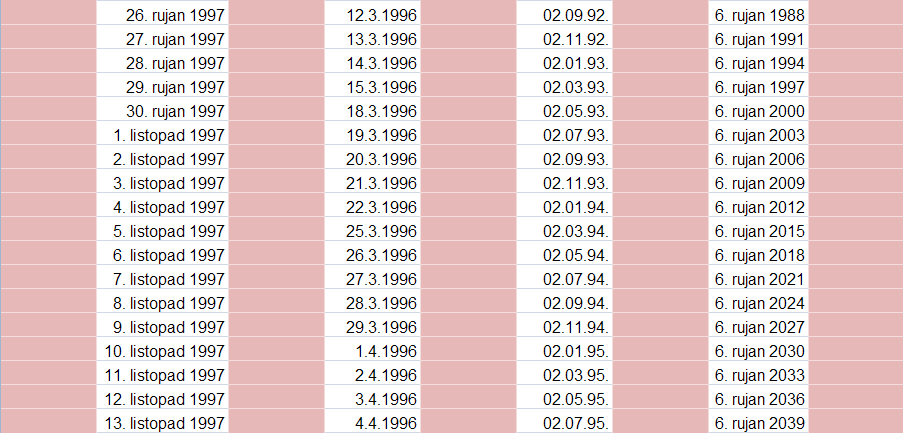 26. rujan 1997 12.3.1996 02.09.92. 6. rujan 1988
27. rujan 1997 13.3.1996 02.11.92. 6. rujan 1991
28. rujan 1997 14.3.1996 02.01.93. 6. rujan 1994
29. rujan 1997 15.3.1996 02.03.93. 6. rujan 1997
30. rujan 1997 18.3.1996 02.05.93. 6. rujan 2000
1. listopad 1997 19.3.1996 02.07.93. 6. rujan 2003
2. listopad 1997 20.3.1996 02.09.93. 6. rujan 2006
3. listopad 1997 21.3.1996 02.11.93. 6. rujan 2009
4. listopad 1997 22.3.1996 02.01.94. 6. rujan 2012
5. listopad 1997 25.3.1996 02.03.94. 6. rujan 2015
6. listopad 1997 26.3.1996 02.05.94. 6. rujan 2018
7. listopad 1997 27.3.1996 02.07.94. 6. rujan 2021
8. listopad 1997 28.3.1996 02.09.94. 6. rujan 2024
9. listopad 1997 29.3.1996 02.11.94. 6. rujan 2027
10. listopad 1997 1.4.1996 02.01.95. 6. rujan 2030
11. listopad 1997 2.4.1996 02.03.95. 6. rujan 2033
12. listopad 1997 3.4.1996 02.05.95. 6. rujan 2036
13. listopad 1997 4.4.1996 02.07.95. 6. rujan 2039